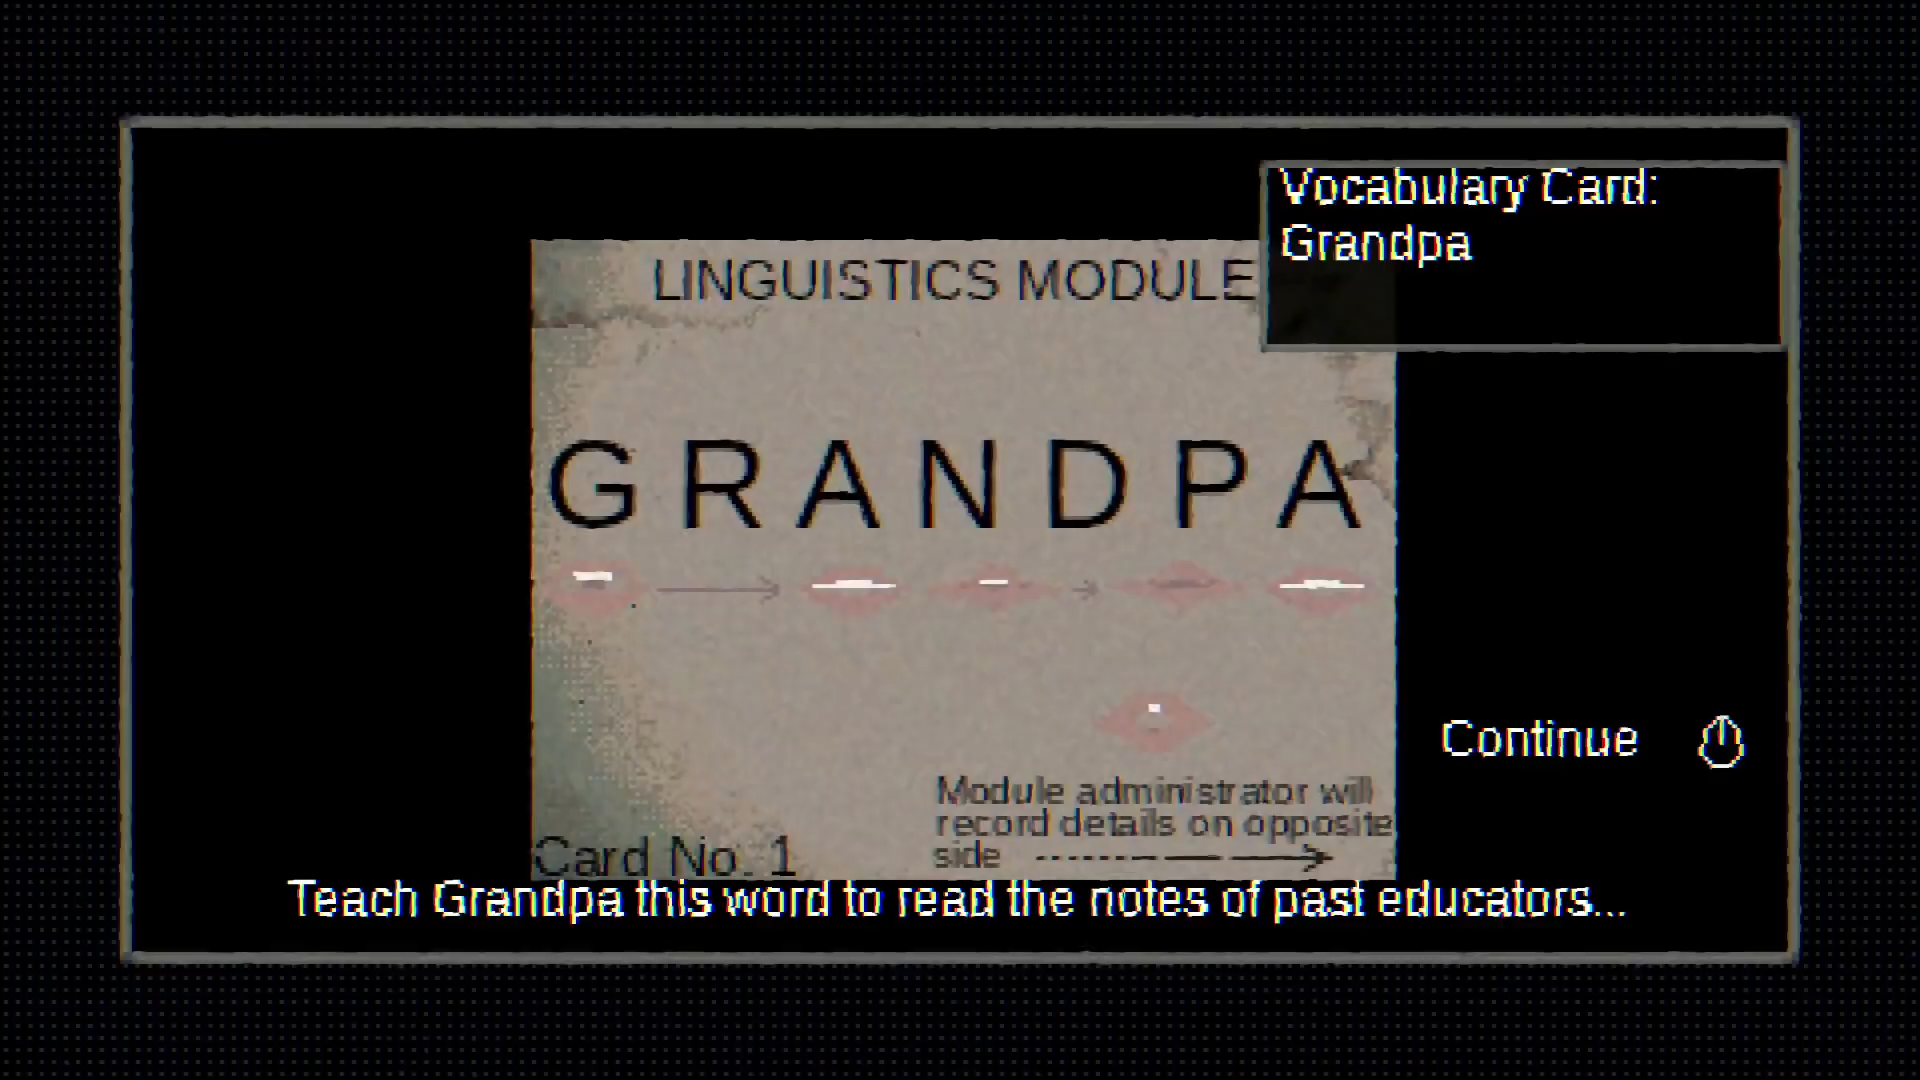 Vocabulary Card:
Grandpa
LINGUISTICS MODULE
GRANDPA
Continue
Module administrator will
record details on opposite
side
Card No. 1
Teach Grandpa this word to read the notes of past educators...